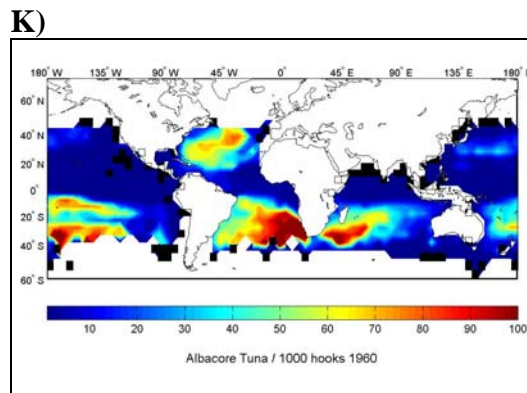 K)
180° W 135° W 90° W 45° W 0° 45° E 90° E 135° E 180° E
60° N
40° N
20° N
0°
20° S
40° S
60° S
10 20 30 40 50 60 70 80 90 100
Albacore Tuna / 1000 hooks 1960